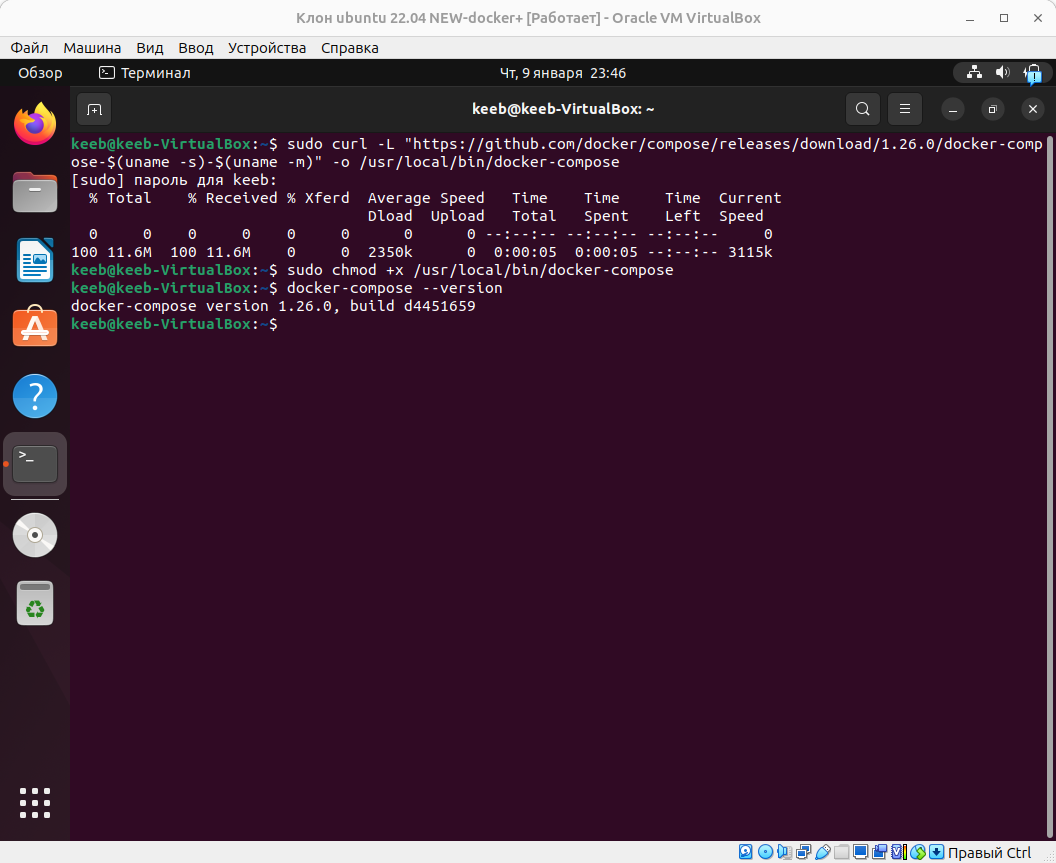 Клон ubuntu 22.04 NEW-docker+ [Работает] - Oracle VM VirtualBox
Файл Машина Вид Ввод Устройства Справка
Обзор Терминал Чт, 9 января 23:46
keeb@keeb-VirtualBox: ~
keeb@keeb-VirtualBox:~$ sudo curl -L "https://github.com/docker/compose/releases/download/1.26.0/docker-comp
ose-$(uname -s)-$(uname -m)" -o /usr/local/bin/docker-compose
[sudo] пароль для keeb:
  % Total    % Received % Xferd  Average Speed   Time    Time     Time  Current
                                 Dload  Upload   Total   Spent    Left  Speed
  0     0    0     0    0     0      0      0 --:--:-- --:--:-- --:--:--     0
100 11.6M  100 11.6M    0     0  2350k      0  0:00:05  0:00:05 --:--:-- 3115k
keeb@keeb-VirtualBox:~$ sudo chmod +x /usr/local/bin/docker-compose
keeb@keeb-VirtualBox:~$ docker-compose --version
docker-compose version 1.26.0, build d4451659
keeb@keeb-VirtualBox:~$
Правый Ctrl